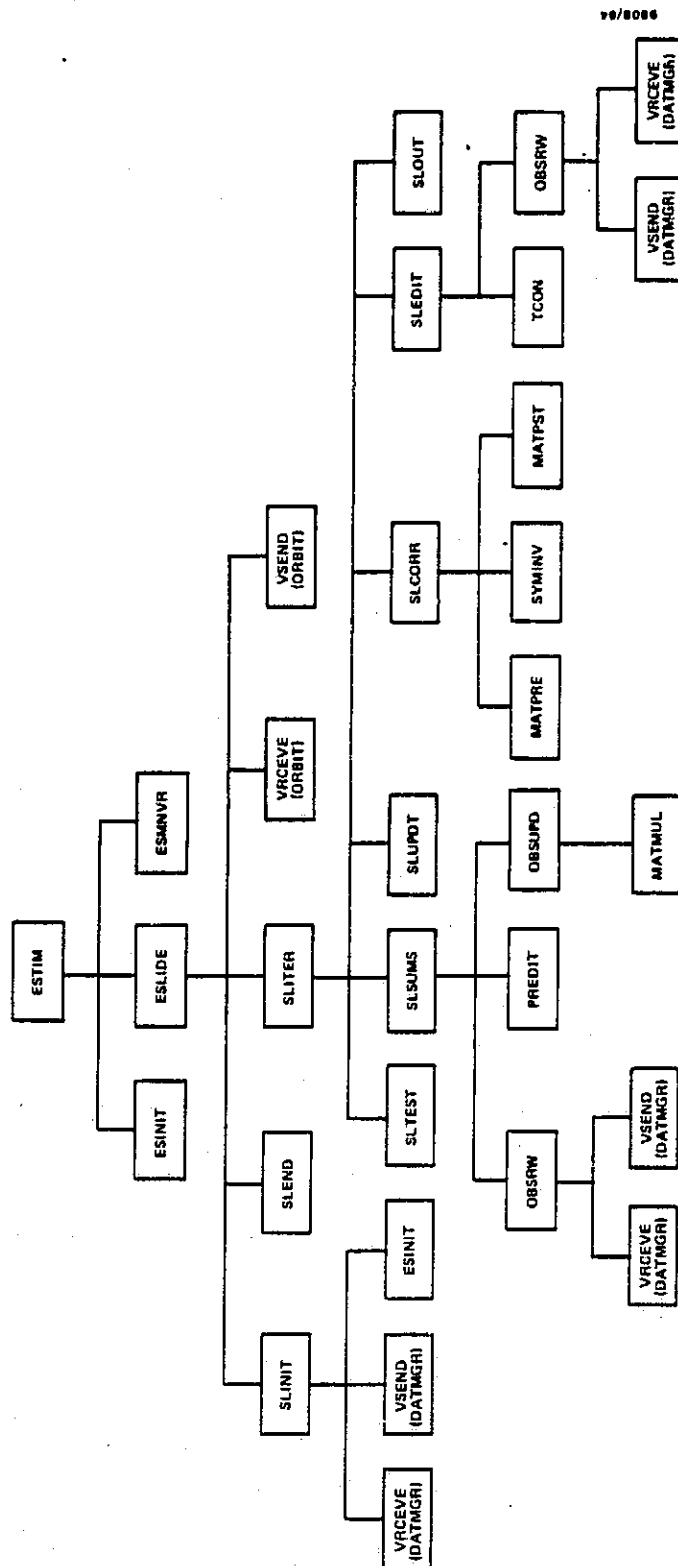 ESTIM
ESINIT
ESLIDE
ESMNVR
SLINIT
SLEND
SLITER
VRCEVE
(ORBIT)
VSEND
(ORBIT)
VRCEVE
(DATMGR)
VSEND
(DATMGR)
ESINIT
SLTEST
SLSUMS
SLUPDT
SLCORR
SLEDIT
SLOUT
OBSRW
PREDIT
OBSUPD
MATPRE
SYMINV
MATPST
TCON
OBSRW
VRCEVE
(DATMGR)
VSEND
(DATMGR)
MATMUL
VSEND
(DATMGR)
VRCEVE
(DATMGR)
9808/84